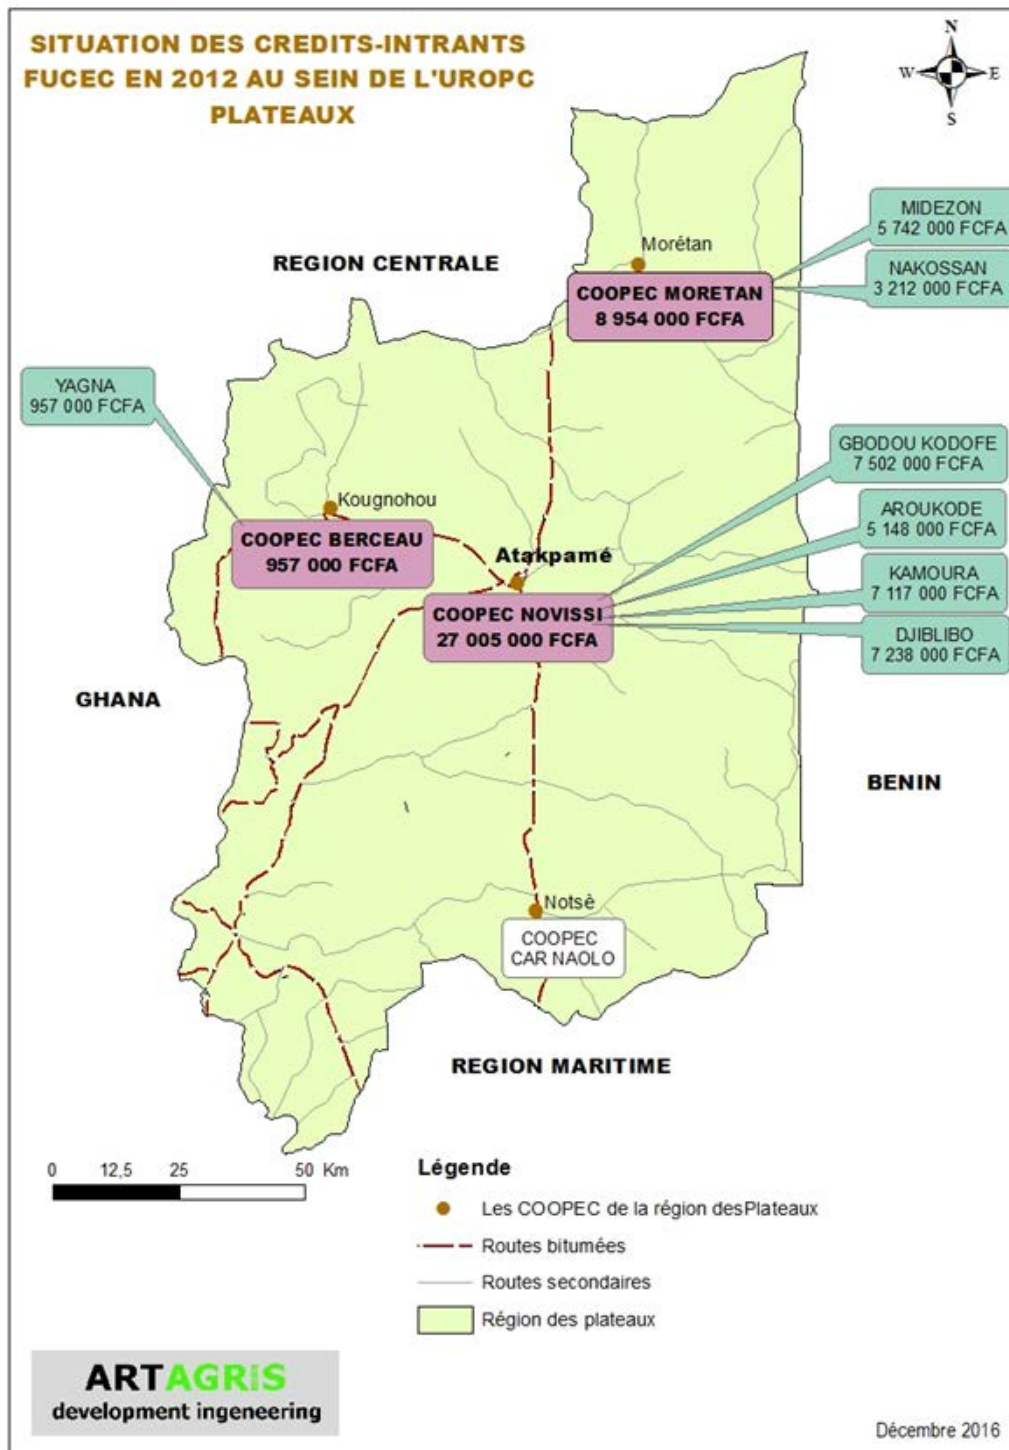 SITUATION DES CREDITS-INTRANTS
FUCEC EN 2012 AU SEIN DE L'UROPC
PLATEAUX
N
W
E
S
MIDEZON
5 742 000 FCFA
Morétan
REGION CENTRALE
NAKOSSAN
3 212 000 FCFA
COOPEC MORETAN
8 954 000 FCFA
YAGNA
957 000 FCFA
GBODOU KODOFE
7 502 000 FCFA
Kougnohou
AROUKODE
5 148 000 FCFA
COOPEC BERCEAU
957 000 FCFA
Atakpamé
KAMOURA
7 117 000 FCFA
COOPEC NOVISSI
27 005 000 FCFA
DJIBLIBO
7 238 000 FCFA
GHANA
BENIN
Notsè
COOPEC
CAR NAOLO
REGION MARITIME
0 12,5 25 50 Km
Légende
Les COOPEC de la région desPlateaux
Routes bitumées
Routes secondaires
Région des plateaux
ARTAGRIS
development ingeneering
Décembre 2016